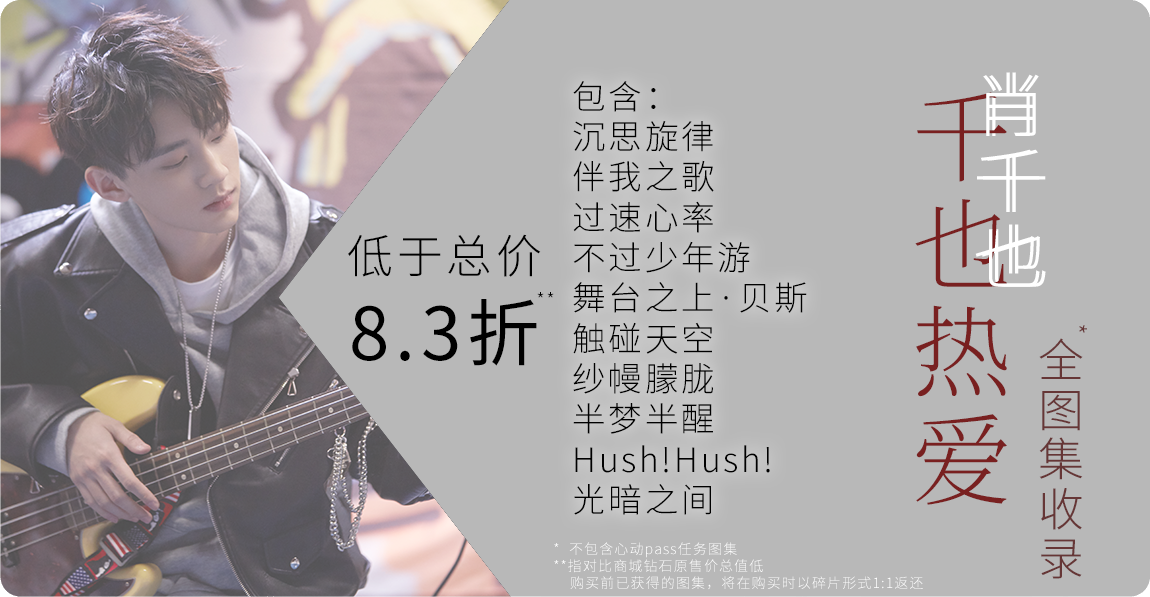 低于总价
8.3折**
包含：
沉思旋律
伴我之歌
过速心率
不过少年游
舞台之上·贝斯
触碰天空
纱幔朦胧
半梦半醒
Hush!Hush!
光暗之间
肖千也
千也热爱
*全图集收录
* 不包含心动pass任务图集
**指对比商城钻石原售价总值低
购买前已获得的图集，将在购买时以碎片形式1:1返还